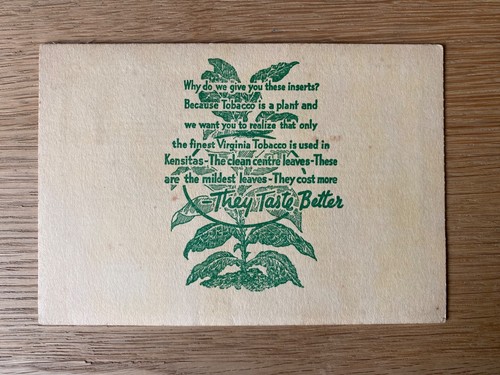 Why do we give you these inserts?
Because Tobacco is a plant and
we want you to realize that only
the finest Virginia Tobacco is used in
Kensitas-The clean centre leaves-These
are the mildest leaves-They cost more
-They Taste Better